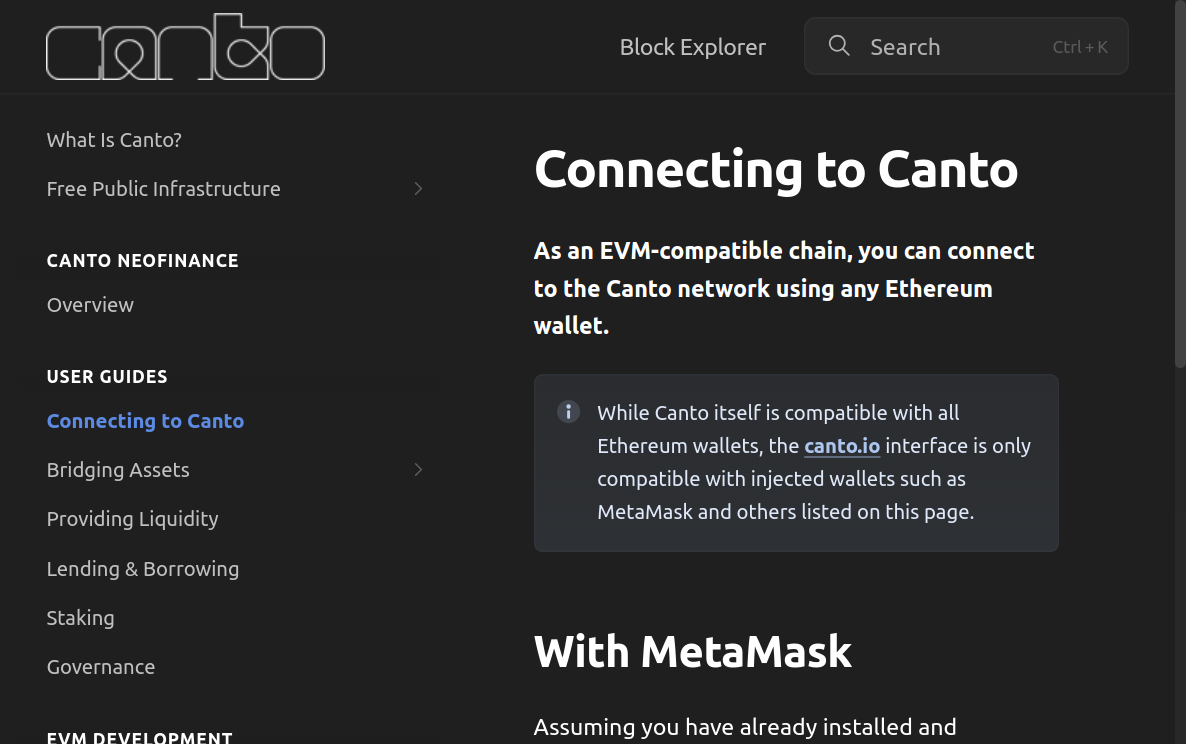 canto
Block Explorer
Search
Ctrl + K
What Is Canto?
Free Public Infrastructure
CANTO NEOFINANCE
Overview
USER GUIDES
Connecting to Canto
Bridging Assets
Providing Liquidity
Lending & Borrowing
Staking
Governance
EVM DEVELOPMENT
Connecting to Canto
As an EVM-compatible chain, you can connect
to the Canto network using any Ethereum
wallet.
While Canto itself is compatible with all
Ethereum wallets, the canto.io interface is only
compatible with injected wallets such as
MetaMask and others listed on this page.
With MetaMask
Assuming you have already installed and